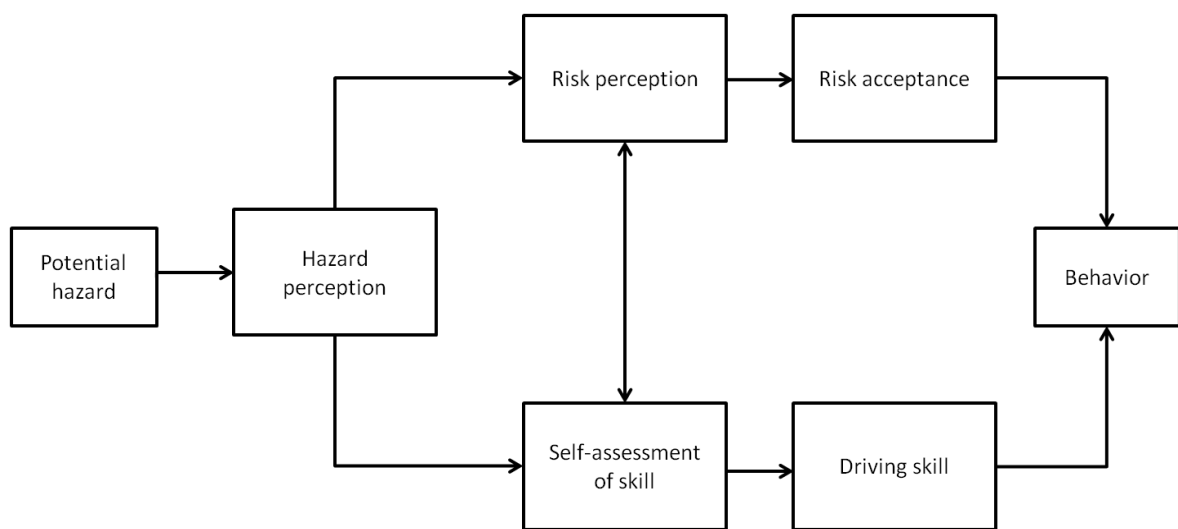 Risk perception
Risk acceptance
Potential
hazard
Hazard
perception
Behavior
Self-assessment
of skill
Driving skill